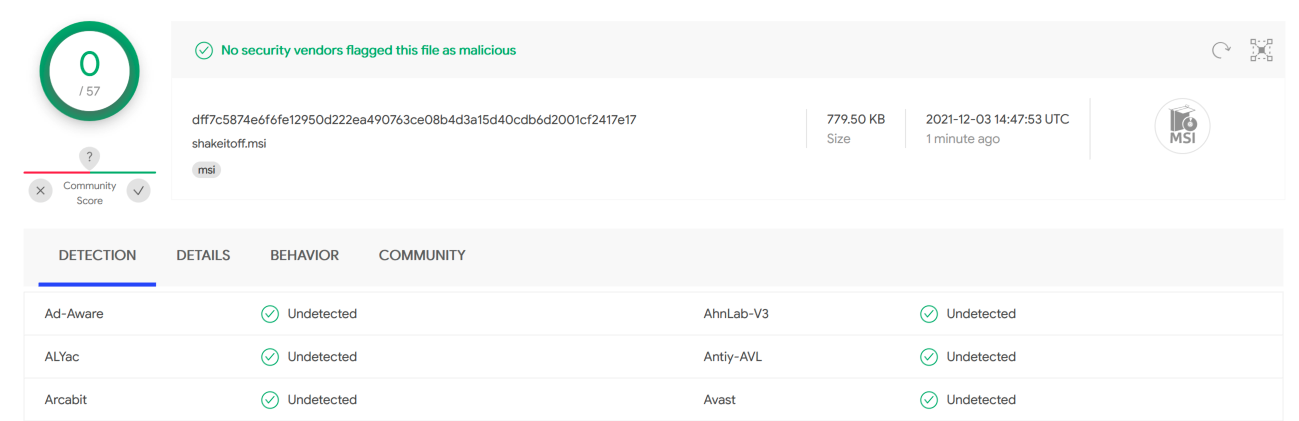 0
/ 57
?
Community
Score
No security vendors flagged this file as malicious
dff7c5874e6f6fe12950d222ea490763ce08b4d3a15d40cdb6d2001cf2417e17
shakeitoff.msi
msi
779.50 KB
Size
2021-12-03 14:47:53 UTC
1 minute ago
MSI
DETECTION DETAILS BEHAVIOR COMMUNITY
Ad-Aware Undetected AhnLab-V3 Undetected
ALYac Undetected Antiy-AVL Undetected
Arcabit Undetected Avast Undetected